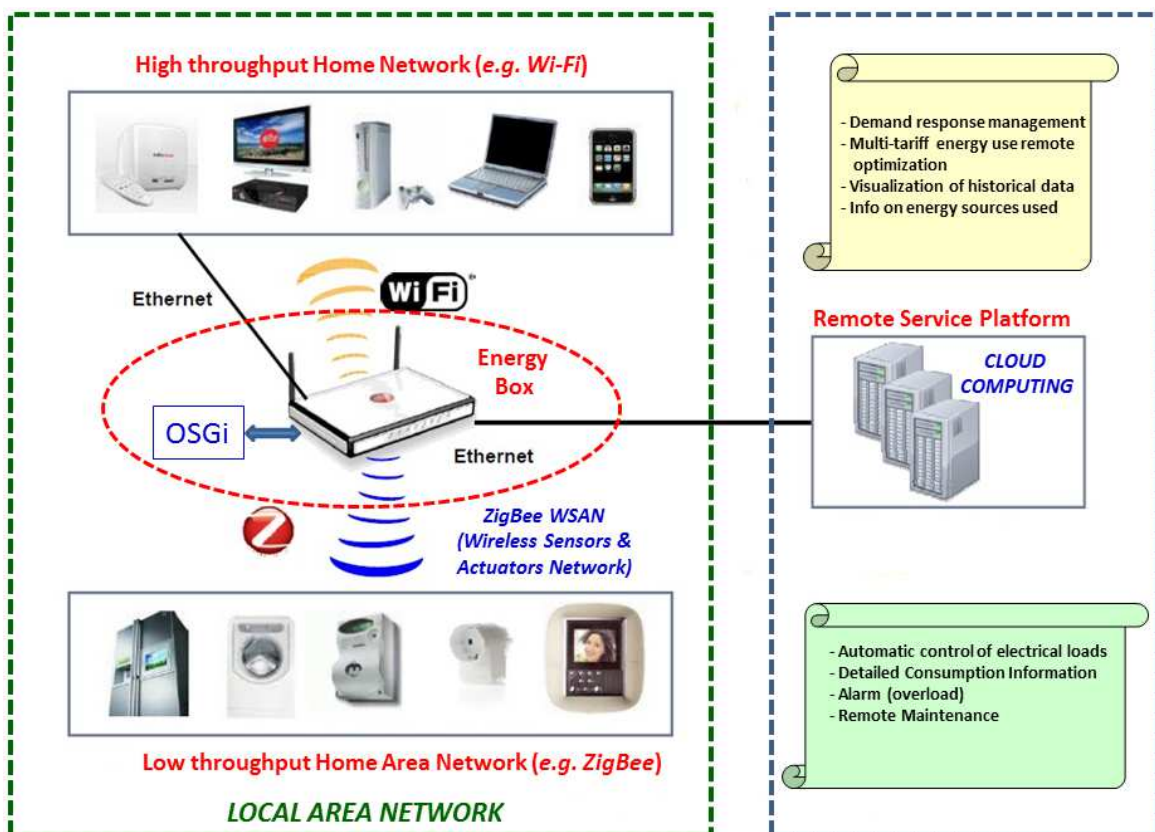 High throughput Home Network (e.g. Wi-Fi)
Ethernet
Wi Fi
Energy
Box
OSGi
Ethernet
Z
ZigBee WSAN
(Wireless Sensors &
Actuators Network)
Low throughput Home Area Network (e.g. ZigBee)
LOCAL AREA NETWORK
- Demand response management
- Multi-tariff energy use remote
optimization
- Visualization of historical data
- Info on energy sources used
Remote Service Platform
CLOUD
COMPUTING
- Automatic control of electrical loads
- Detailed Consumption Information
- Alarm (overload)
- Remote Maintenance